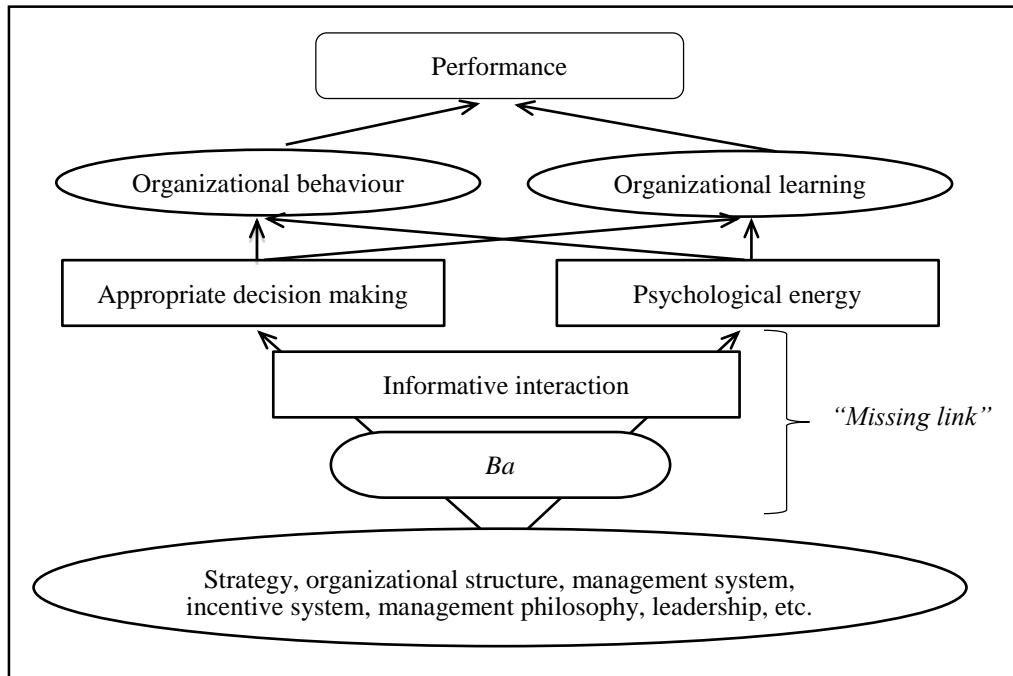 Performance
Organizational behaviour
Organizational learning
Appropriate decision making
Psychological energy
Informative interaction
“Missing link”
Ba
Strategy, organizational structure, management system,
incentive system, management philosophy, leadership, etc.